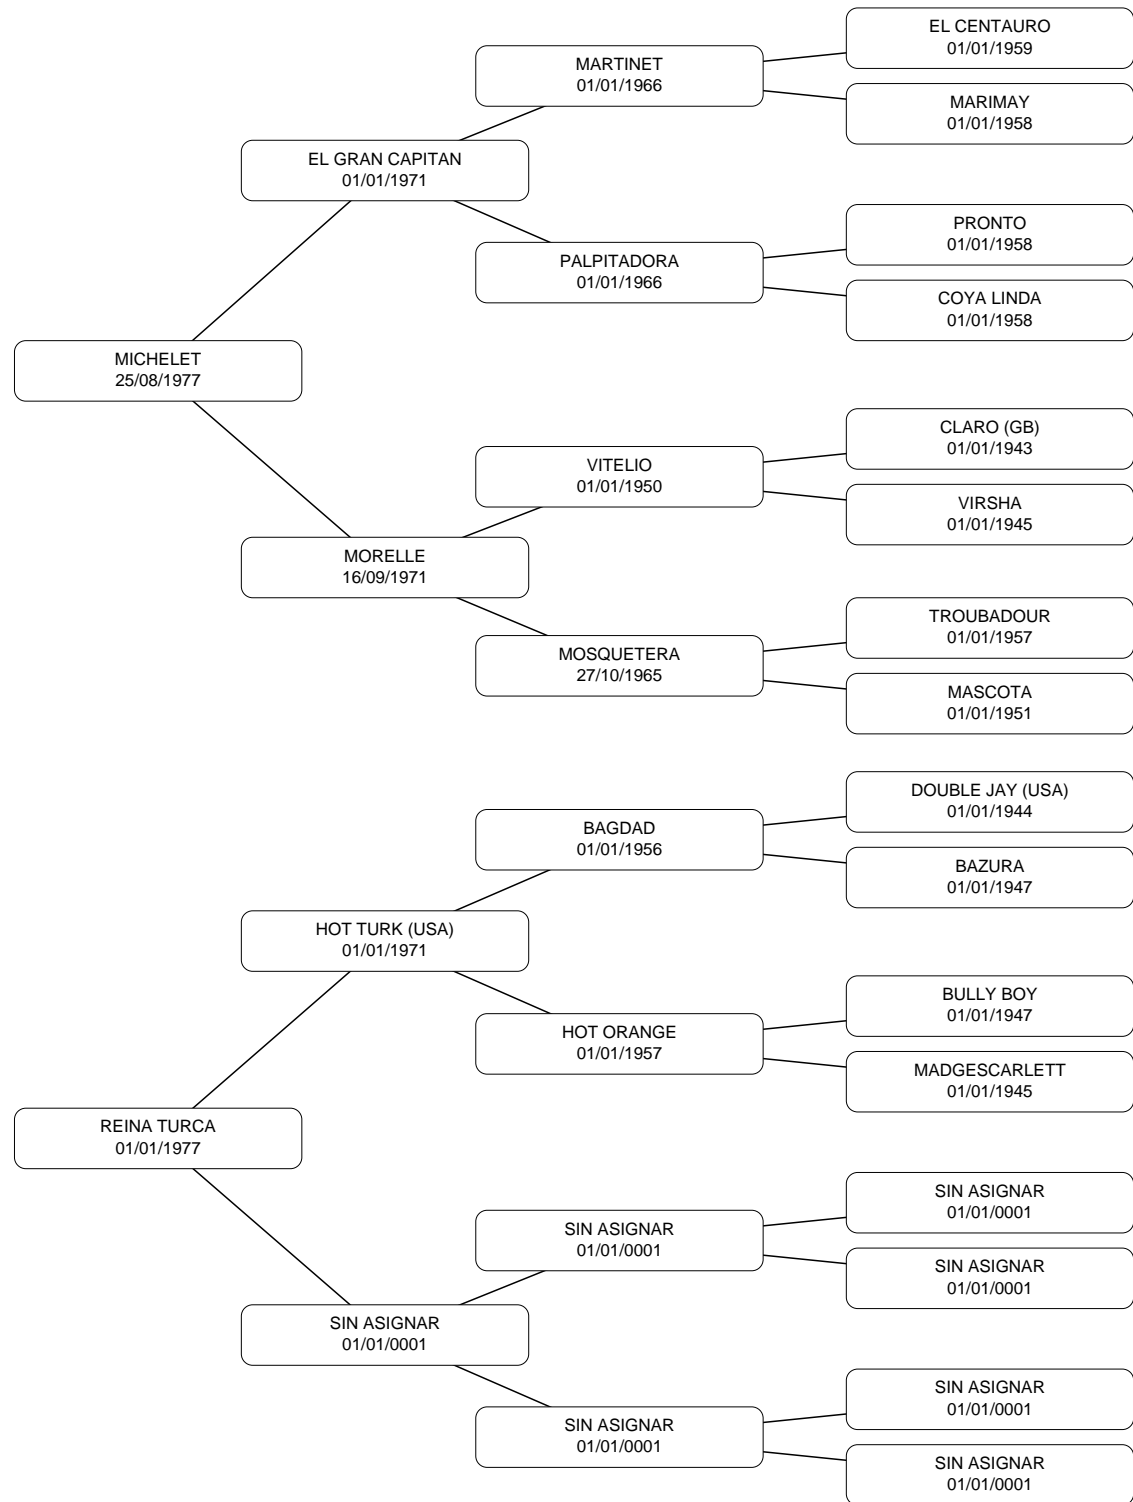 EL CENTAURO
01/01/1959
MARTINET
01/01/1966
MARIMAY
01/01/1958
EL GRAN CAPITAN
01/01/1971
PRONTO
01/01/1958
PALPITADORA
01/01/1966
COYA LINDA
01/01/1958
MICHELET
25/08/1977
CLARO (GB)
01/01/1943
VITELIO
01/01/1950
VIRSHA
01/01/1945
MORELLE
16/09/1971
TROUBADOUR
01/01/1957
MOSQUETERA
27/10/1965
MASCOTA
01/01/1951
DOUBLE JAY (USA)
01/01/1944
BAGDAD
01/01/1956
BAZURA
01/01/1947
HOT TURK (USA)
01/01/1971
BULLY BOY
01/01/1947
HOT ORANGE
01/01/1957
MADGESCARLETT
01/01/1945
REINA TURCA
01/01/1977
SIN ASIGNAR
01/01/0001
SIN ASIGNAR
01/01/0001
SIN ASIGNAR
01/01/0001
SIN ASIGNAR
01/01/0001
SIN ASIGNAR
01/01/0001
SIN ASIGNAR
01/01/0001
SIN ASIGNAR
01/01/0001